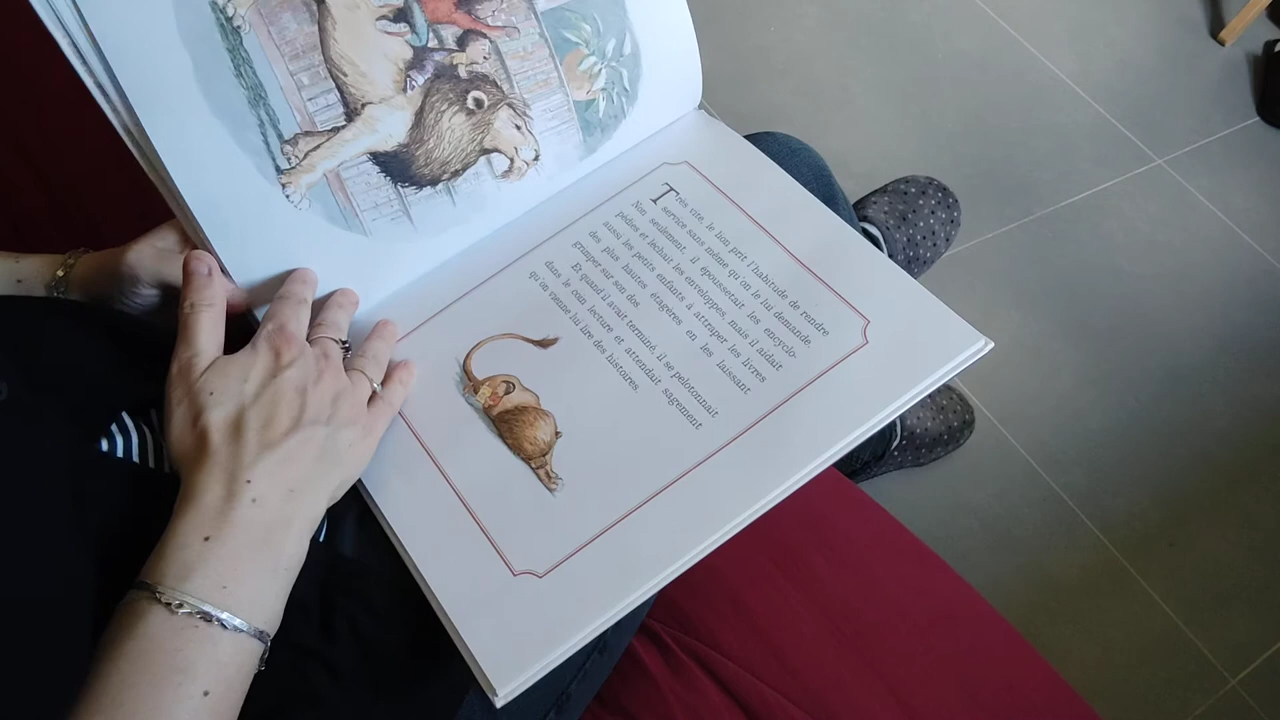 Très vite, le lion prit l'habitude de rendre
service sans même qu'on le lui demande.
Non seulement, il époussetait les encyclo-
pédies et léchait les enveloppes, mais il aidait
aussi les petits enfants à attraper les livres
des plus hautes étagères en les laissant
grimper sur son dos
Et quand il avait terminé, il se pelotonnait
dans le coin lecture et attendait sagement
qu'on vienne lui lire des histoires.